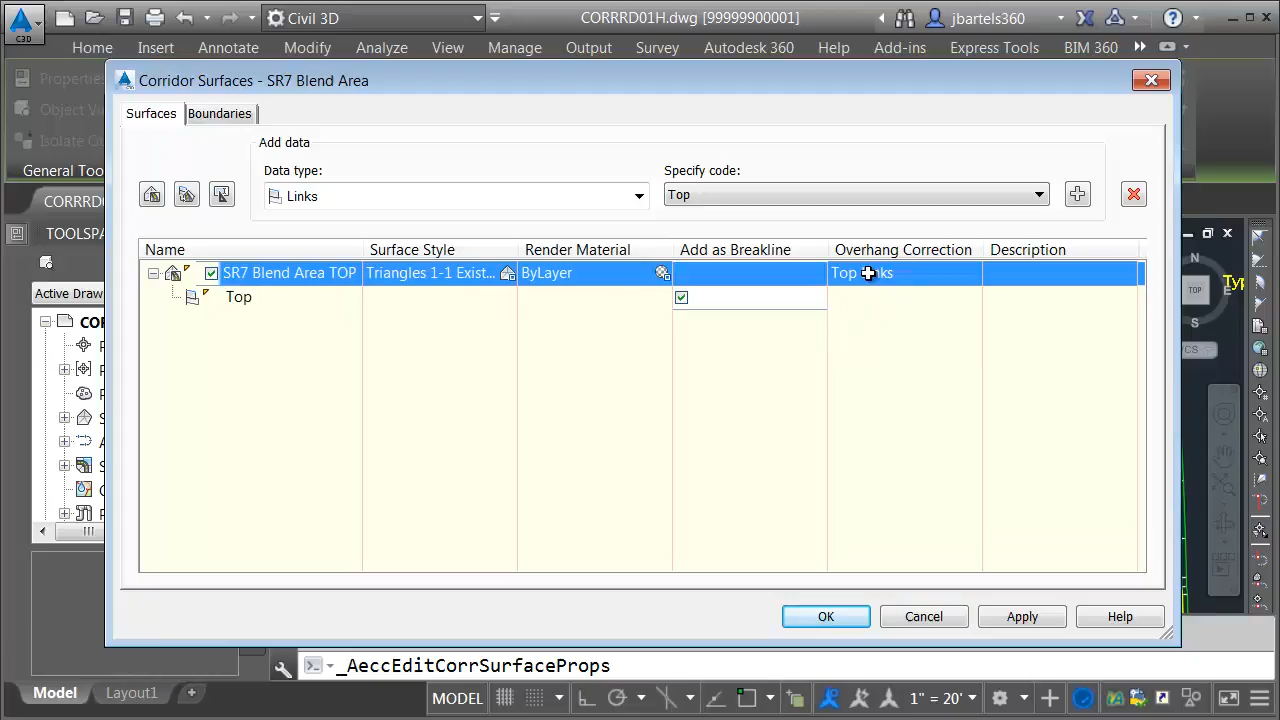 Civil 3D
CORRRD01H.dwg [99999900001]
jbartels360
C3D
Home Insert Annotate Modify Analyze View Manage Output Survey Autodesk 360 Help Add-ins Express Tools BIM 360
Corridor Surfaces - SR7 Blend Area
Surfaces Boundaries
Add data
Data type:
Specify code:
Links
Top
Name Surface Style Render Material Add as Breakline Overhang Correction Description
SR7 Blend Area TOP Triangles 1-1 Exist... ByLayer Top Links
Top
OK Cancel Apply Help
General Too
CORRRD
TOOLSPA
Active Draw
N
TOP
S
_AeccEditCorrSurfaceProps
Model Layout1
MODEL
1" = 20'